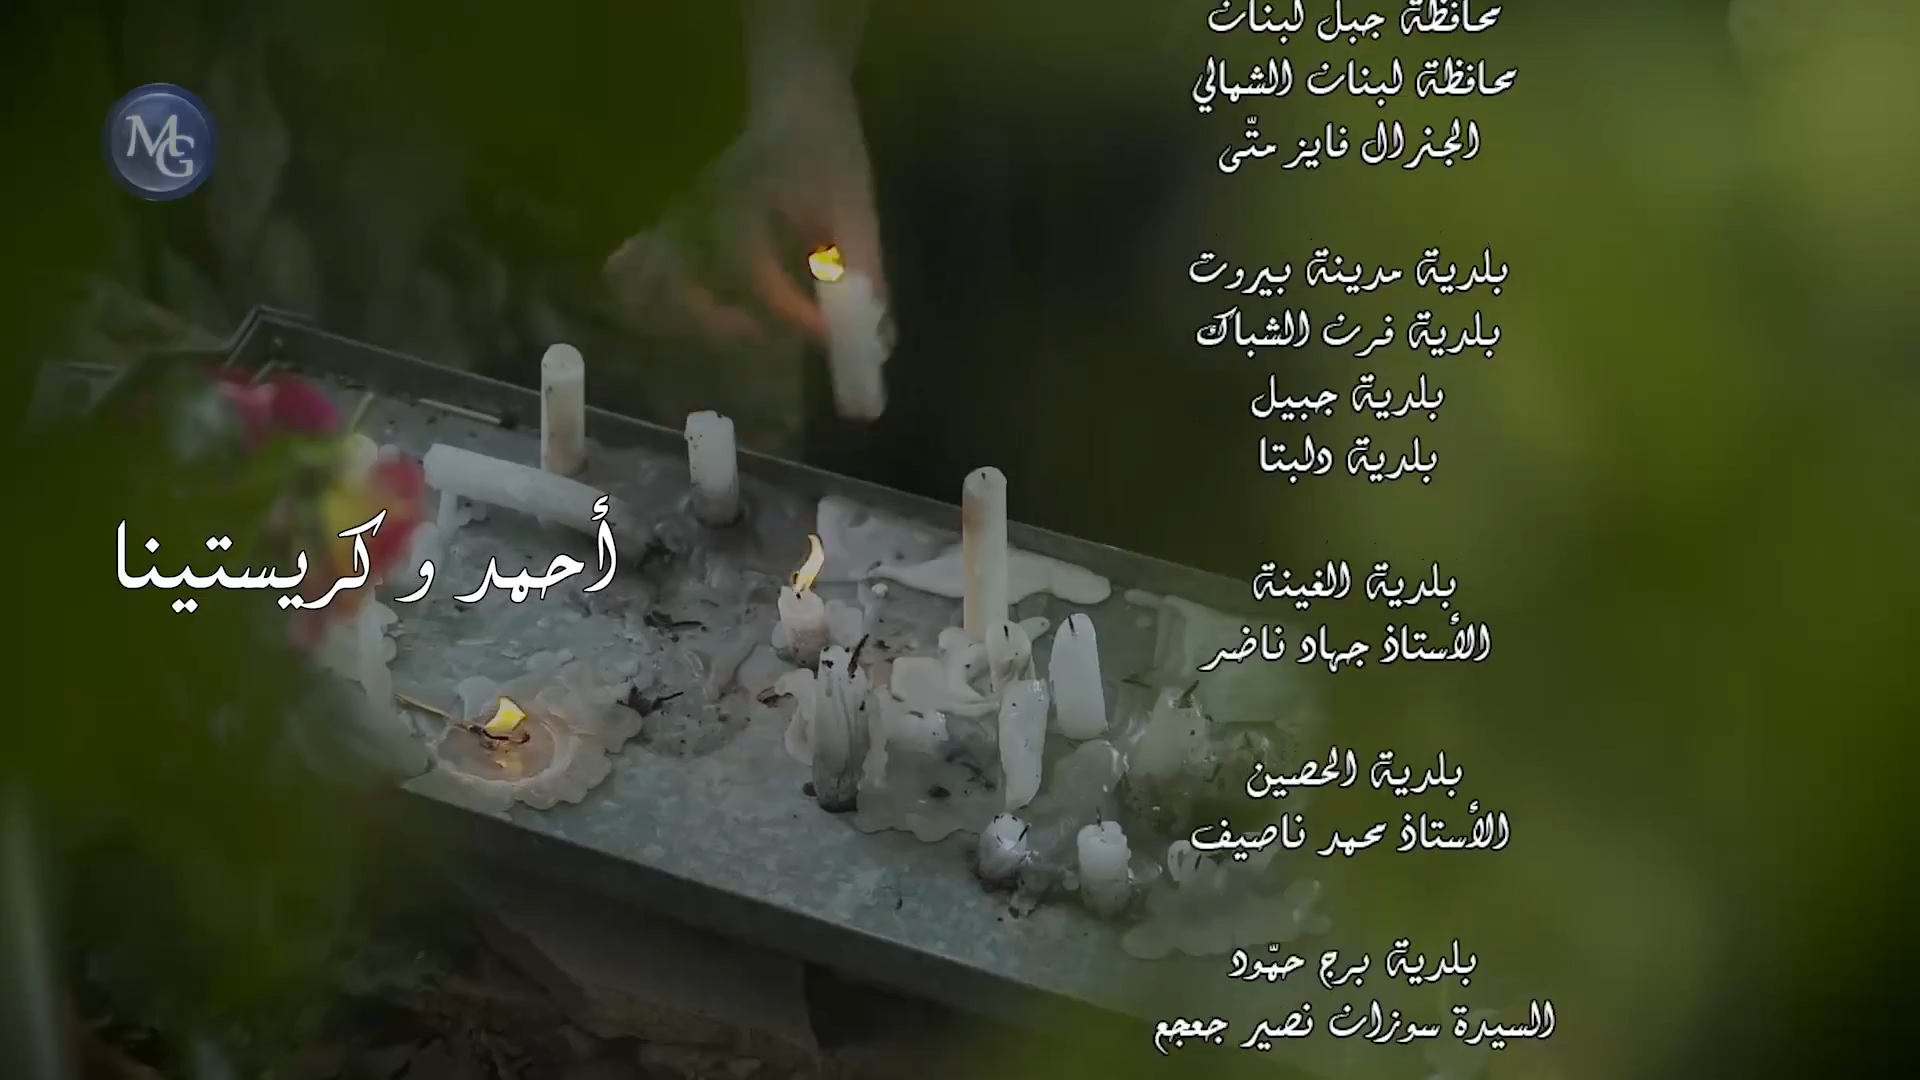 MG
محافظة جبل لبنان
محافظة لبنان الشمالي
الجنرال فايز متّى
بلدية مدينة بيروت
بلدية فرن الشباك
بلدية جبيل
بلدية دلبتا
أحمد و كريستينا
بلدية الغينة
الأستاذ جهاد ناضر
بلدية الحصين
الأستاذ محمد ناصيف
بلدية برج حمّود
السيدة سوزان نصير جعجع